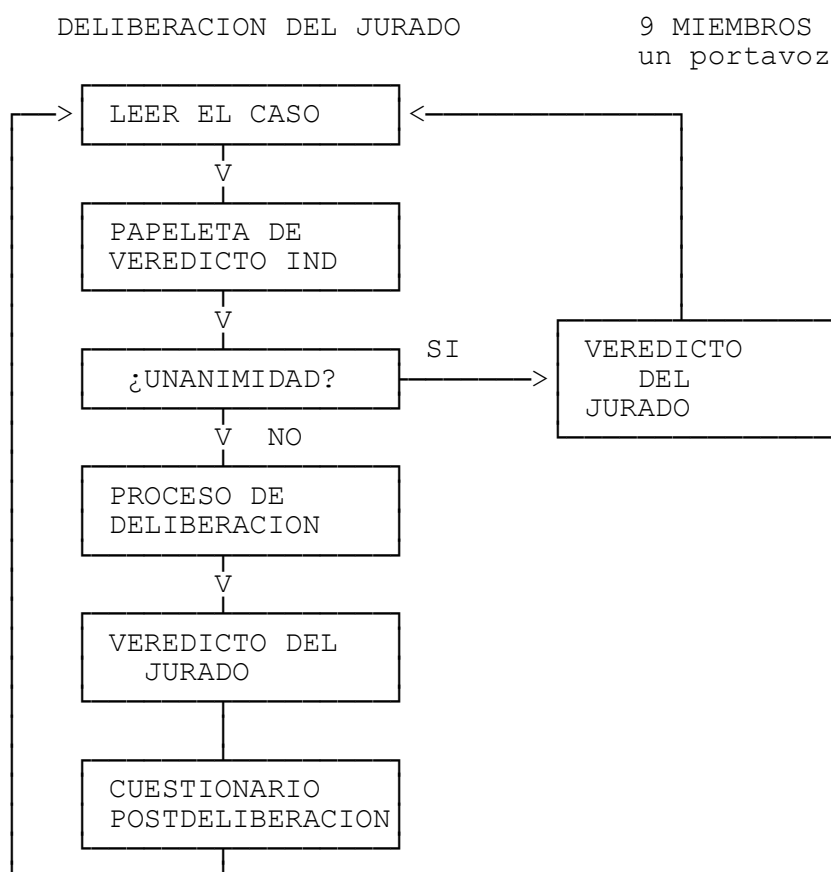 DELIBERACION DEL JURADO
9 MIEMBROS
un portavoz
LEER EL CASO
V
PAPELETA DE
VEREDICTO IND
V
¿UNANIMIDAD?
SI
VEREDICTO
DEL
JURADO
V NO
PROCESO DE
DELIBERACION
V
VEREDICTO DEL
JURADO
CUESTIONARIO
POSTDELIBERACION